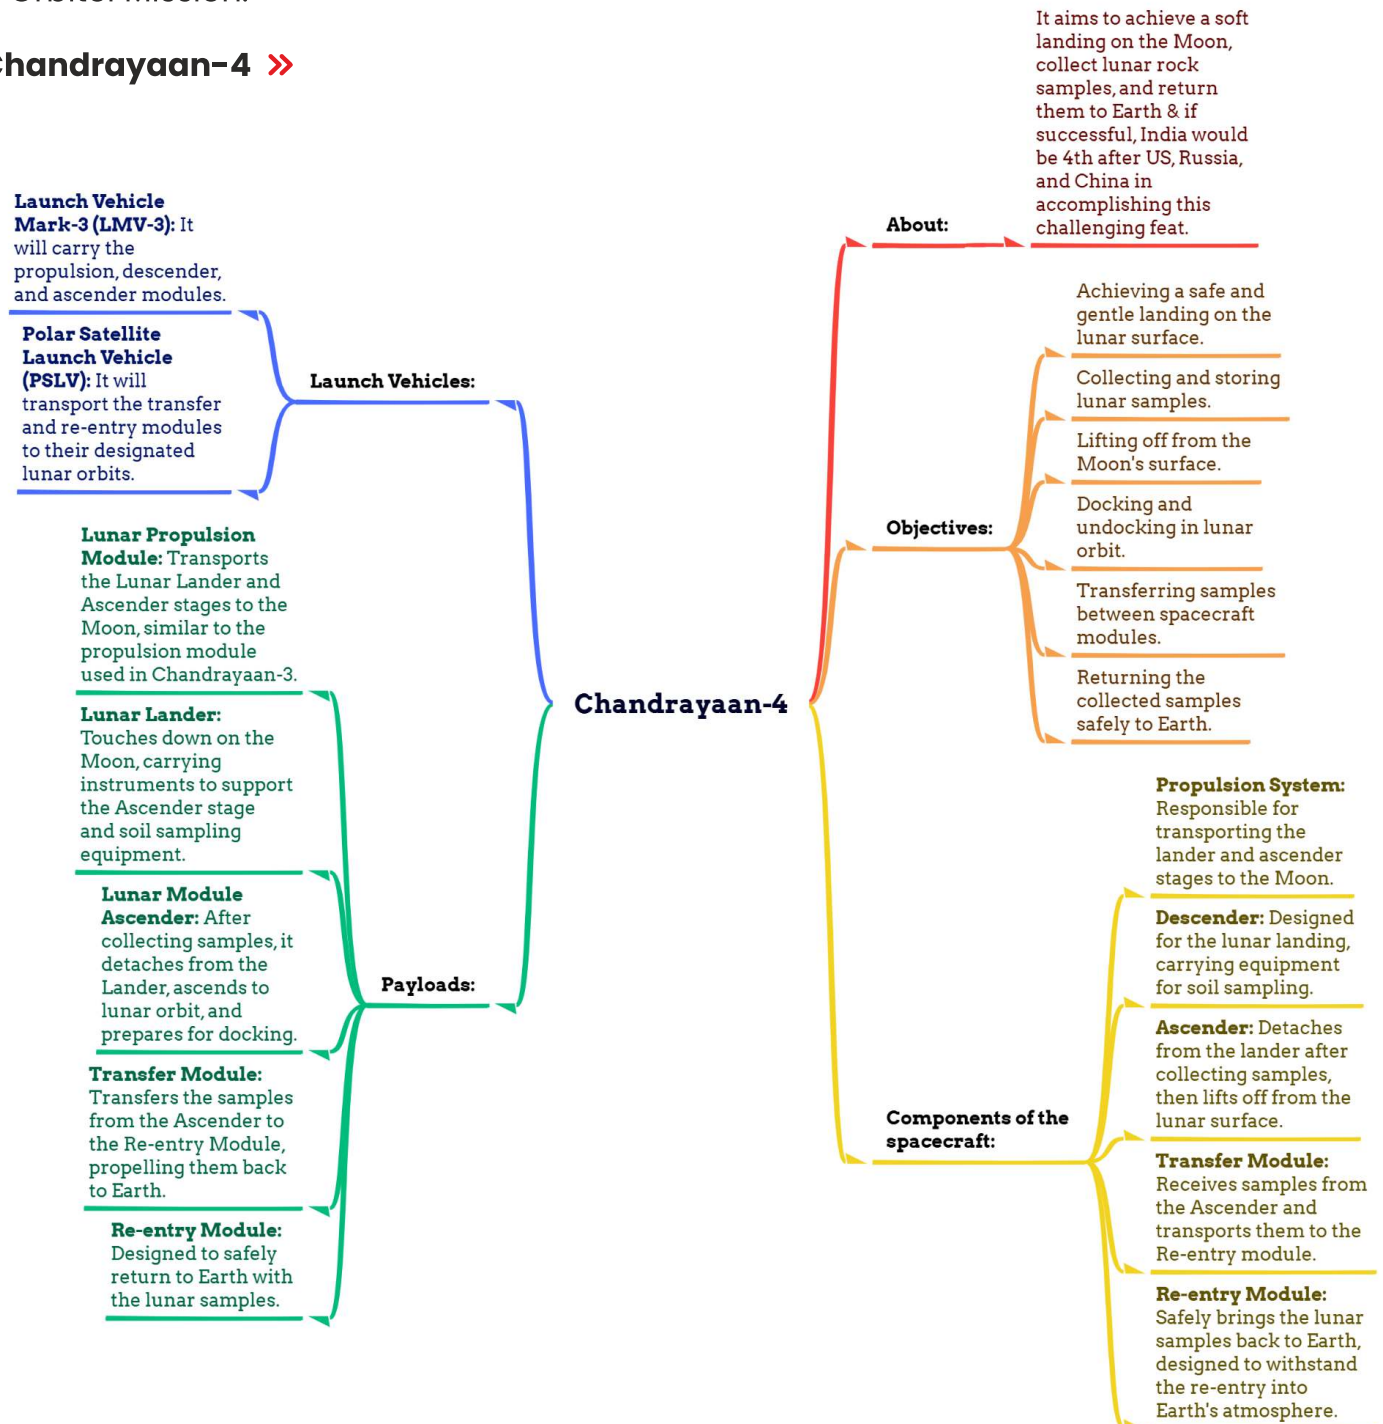 Orbiter Mission.
Chandrayaan-4
Launch Vehicle
Mark-3 (LMV-3): It
will carry the
propulsion, descender,
and ascender modules.
Polar Satellite
Launch Vehicle
(PSLV): It will
transport the transfer
and re-entry modules
to their designated
lunar orbits.
Launch Vehicles:
Lunar Propulsion
Module: Transports
the Lunar Lander and
Ascender stages to the
Moon, similar to the
propulsion module
used in Chandrayaan-3.
Lunar Lander:
Touches down on the
Moon, carrying
instruments to support
the Ascender stage
and soil sampling
equipment.
Lunar Module
Ascender: After
collecting samples, it
detaches from the
Lander, ascends to
lunar orbit, and
prepares for docking.
Transfer Module:
Transfers the samples
from the Ascender to
the Re-entry Module,
propelling them back
to Earth.
Re-entry Module:
Designed to safely
return to Earth with
the lunar samples.
Payloads:
Chandrayaan-4
About:
It aims to achieve a soft
landing on the Moon,
collect lunar rock
samples, and return
them to Earth & if
successful, India would
be 4th after US, Russia,
and China in
accomplishing this
challenging feat.
Objectives:
Achieving a safe and
gentle landing on the
lunar surface.
Collecting and storing
lunar samples.
Lifting off from the
Moon's surface.
Docking and
undocking in lunar
orbit.
Transferring samples
between spacecraft
modules.
Returning the
collected samples
safely to Earth.
Components of the
spacecraft:
Propulsion System:
Responsible for
transporting the
lander and ascender
stages to the Moon.
Descender: Designed
for the lunar landing,
carrying equipment
for soil sampling.
Ascender: Detaches
from the lander after
collecting samples,
then lifts off from the
lunar surface.
Transfer Module:
Receives samples from
the Ascender and
transports them to the
Re-entry module.
Re-entry Module:
Safely brings the lunar
samples back to Earth,
designed to withstand
the re-entry into
Earth's atmosphere.